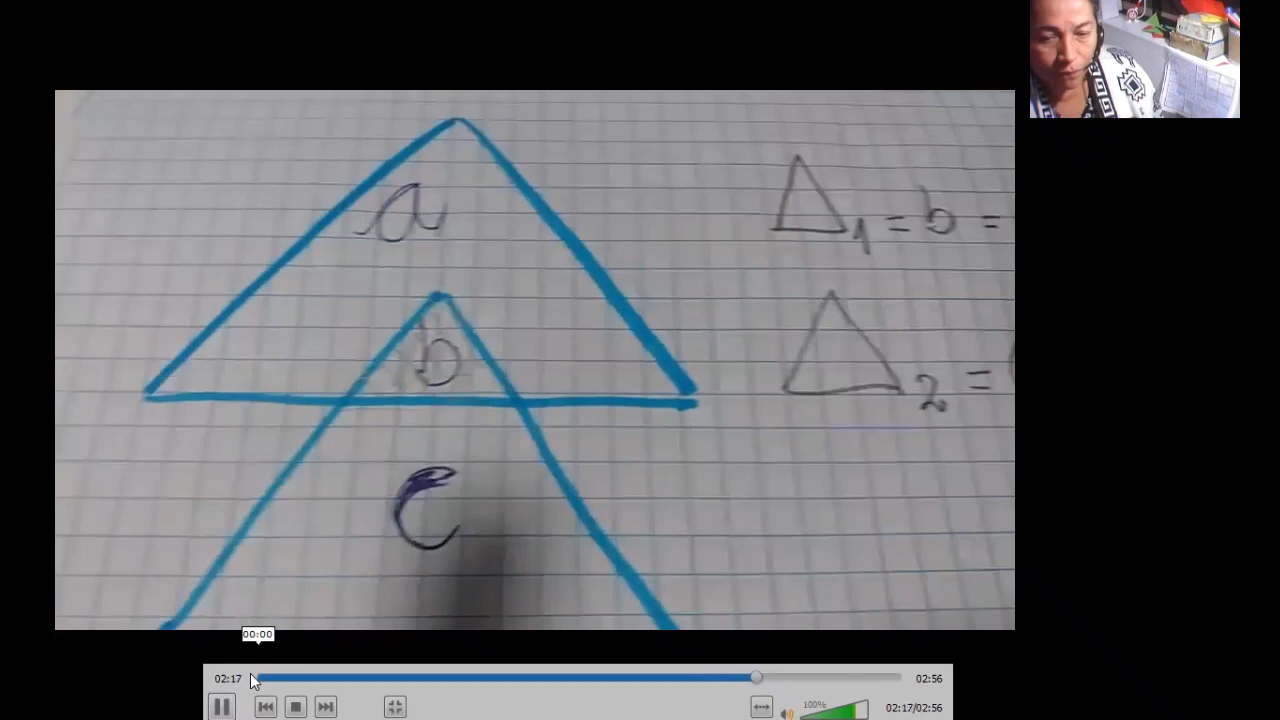 a
b
c
△₁ = b =
△₂ =
00:00
02:17
02:56
100%
02:17/02:56